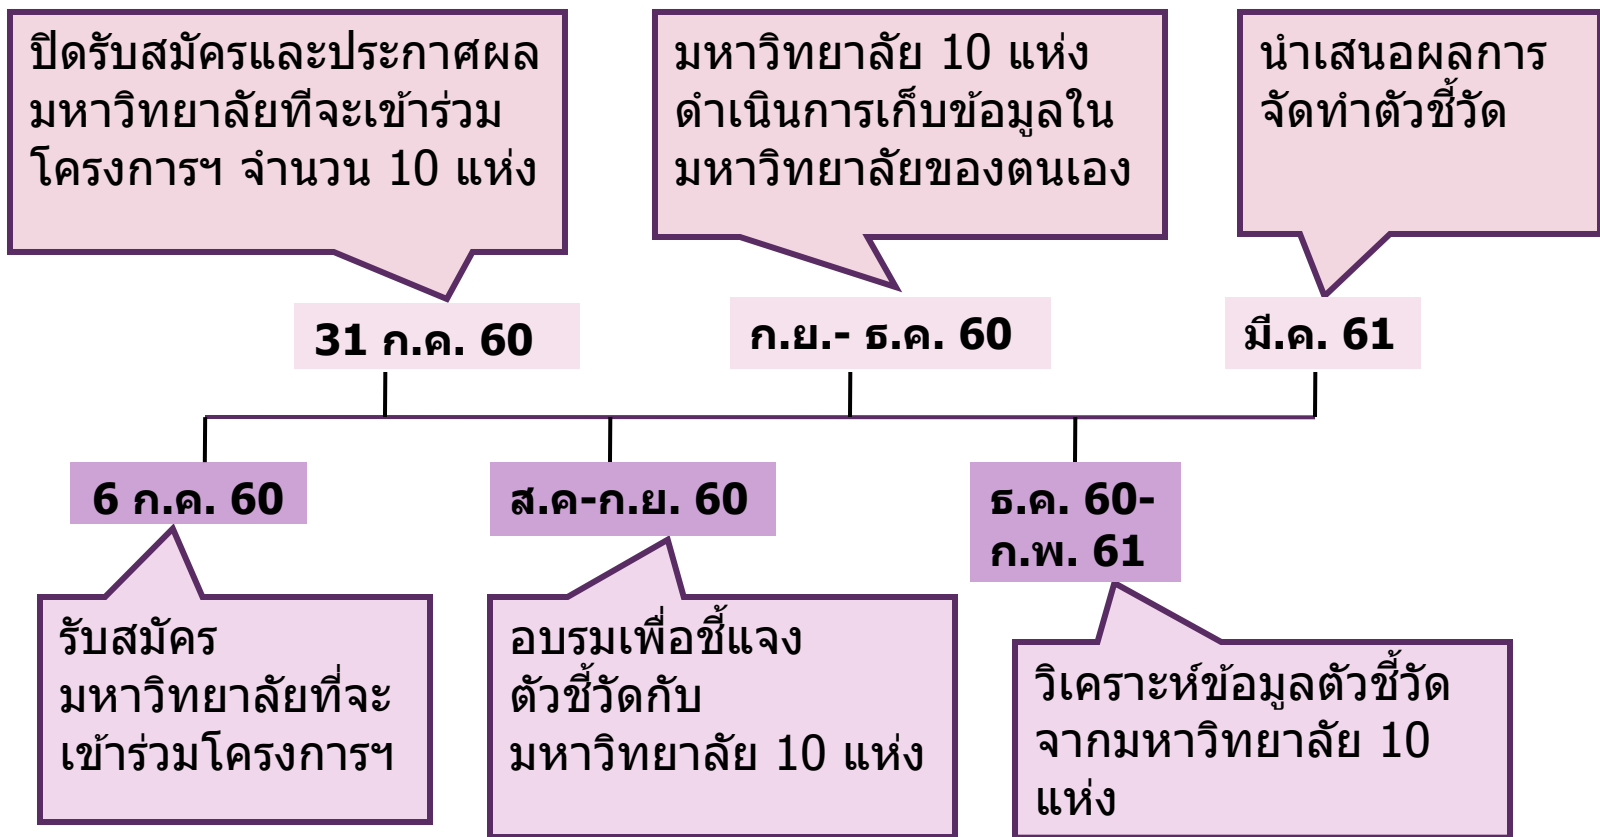 ปิดรับสมัครและประกาศผล
มหาวิทยาลัยทีจะเข้าร่วม
โครงการฯ จำนวน 10 แห่ง
มหาวิทยาลัย 10 แห่ง
ดำเนินการเก็บข้อมูลใน
มหาวิทยาลัยของตนเอง
นำเสนอผลการ
จัดทำตัวชี้วัด
31 ก.ค. 60
ก.ย.- ธ.ค. 60
มี.ค. 61
6 ก.ค. 60
ส.ค-ก.ย. 60
ธ.ค. 60-
ก.พ. 61
รับสมัคร
มหาวิทยาลัยที่จะ
เข้าร่วมโครงการฯ
อบรมเพื่อชี้แจง
ตัวชี้วัดกับ
มหาวิทยาลัย 10 แห่ง
วิเคราะห์ข้อมูลตัวชี้วัด
จากมหาวิทยาลัย 10
แห่ง